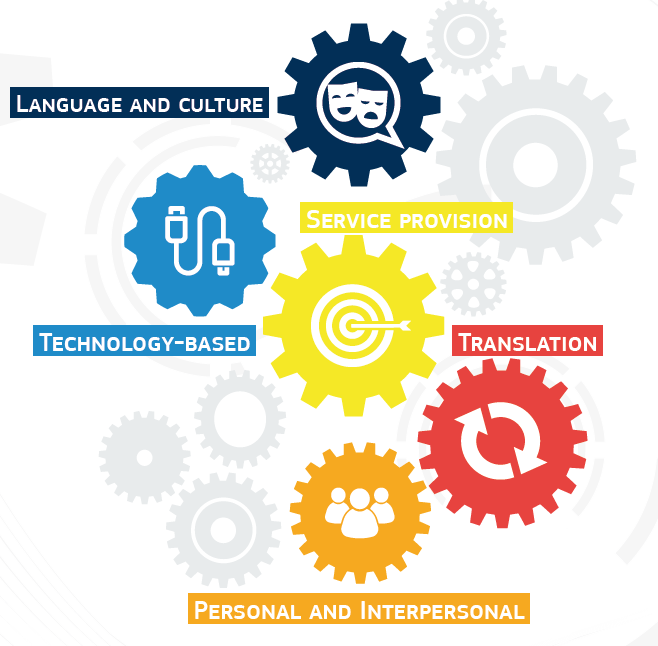 Language and culture
Service provision
Technology-based
Translation
Personal and Interpersonal